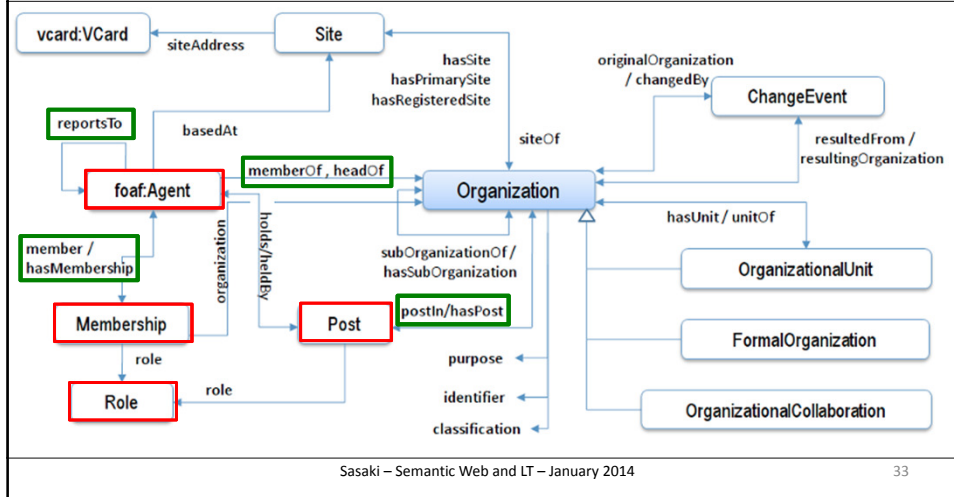 vcard:VCard
siteAddress
Site
hasSite
hasPrimarySite
hasRegisteredSite
originalOrganization
/ changedBy
ChangeEvent
reportsTo
basedAt
siteOf
resultedFrom /
resultingOrganization
foaf:Agent
memberOf , headOf
Organization
hasUnit / unitOf
member /
hasMembership
organization
holds/heldBy
subOrganizationOf /
hasSubOrganization
OrganizationalUnit
Membership
Post
postIn/hasPost
FormalOrganization
role
purpose
Role
role
identifier
OrganizationalCollaboration
classification
Sasaki – Semantic Web and LT – January 2014
33